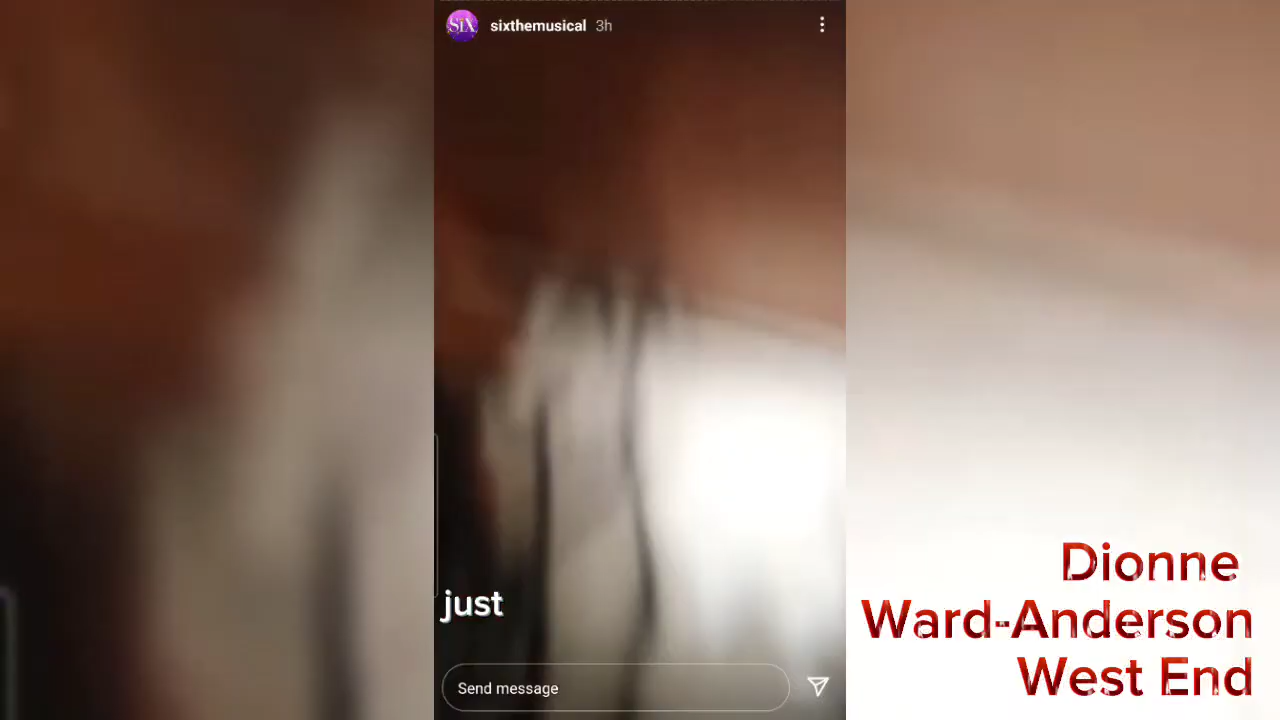 SIX
sixthemusical 3h
just
Send message
Dionne
Ward-Anderson
West End